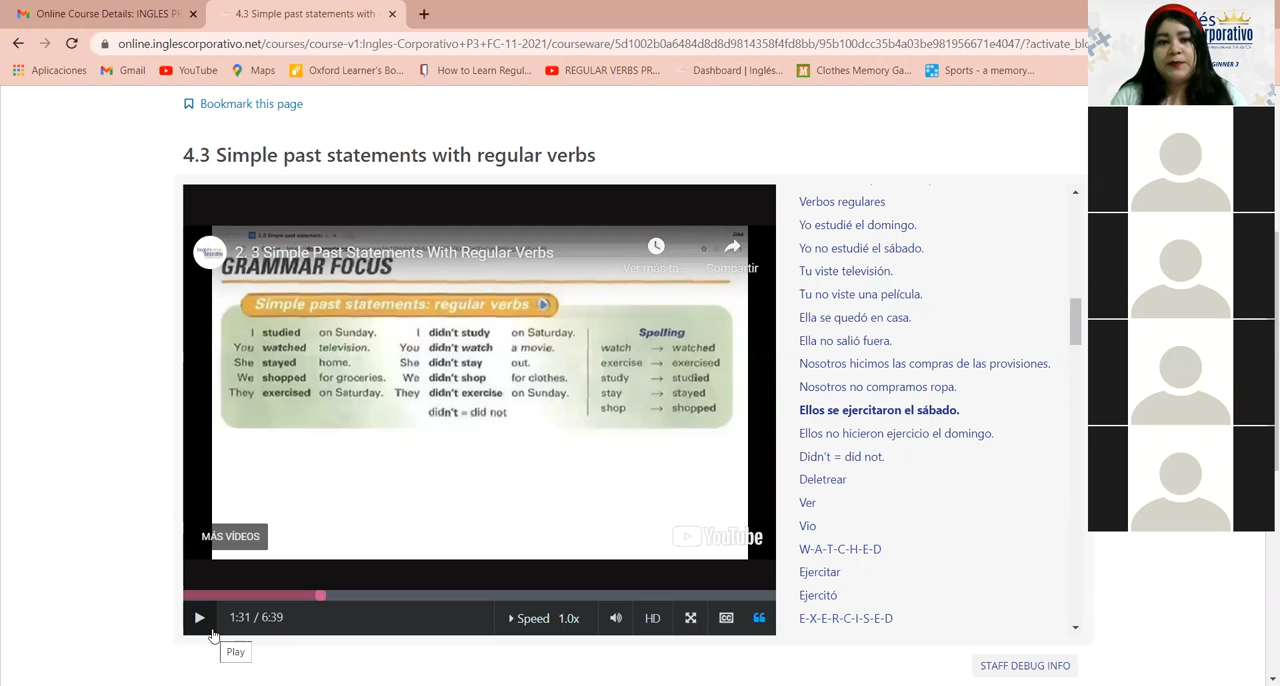 Online Course Details: INGLES PR
4.3 Simple past statements with
online.inglescorporativo.net/courses/course-v1:Ingles-Corporativo+P3+FC-11-2021/courseware/5d1002b0a6484d8d8d9814358f4fd8bb/95b100dcc35b4a03be981956671e4047/?activate_blo
Aplicaciones
Gmail
YouTube
Maps
Oxford Learner's Bo...
How to Learn Regul...
REGULAR VERBS PR...
Dashboard | Inglés...
Clothes Memory Ga...
Sports - a memory...
Bookmark this page
4.3 Simple past statements with regular verbs
2. 3 Simple Past Statements With Regular Verbs
Compartir
GRAMMAR FOCUS
Simple past statements: regular verbs
I studied on Sunday. I didn't study on Saturday. Spelling
You watched television. You didn't watch a movie. watch → watched
She stayed home. She didn't stay out. exercise → exercised
We shopped for groceries. We didn't shop for clothes. study → studied
They exercised on Saturday. They didn't exercise on Sunday. stay → stayed
didn't = did not shop → shopped
MÁS VÍDEOS
YouTube
1:31 / 6:39
Speed 1.0x
HD
CC
Play
Verbos regulares
Yo estudié el domingo.
Yo no estudié el sábado.
Tu viste televisión.
Tu no viste una película.
Ella se quedó en casa.
Ella no salió fuera.
Nosotros hicimos las compras de las provisiones.
Nosotros no compramos ropa.
Ellos se ejercitaron el sábado.
Ellos no hicieron ejercicio el domingo.
Didn't = did not.
Deletrear
Ver
Vio
W-A-T-C-H-E-D
Ejercitar
Ejercitó
E-X-E-R-C-I-S-E-D
STAFF DEBUG INFO